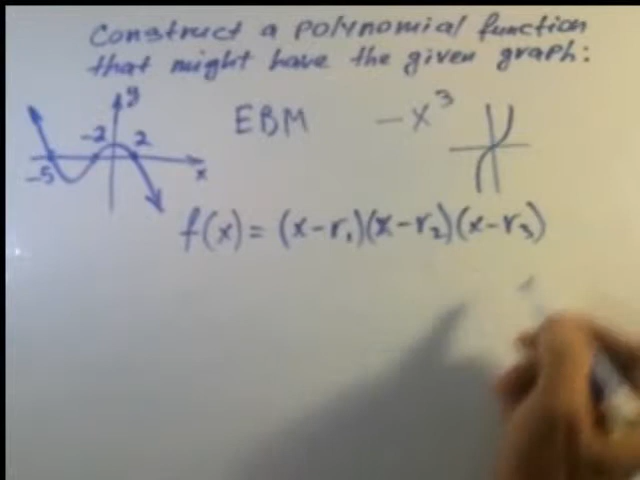 Construct a polynomial function
that might have the given graph:
y
-2 2
-5 x
EBM -x³
f(x) = (x-r₁)(x-r₂)(x-r₃)